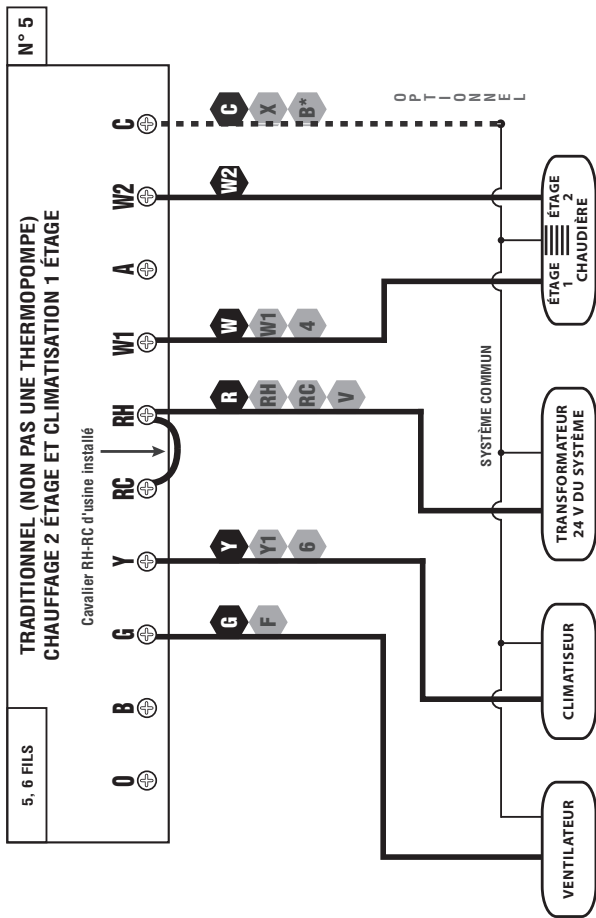 N° 5
5, 6 FILS
TRADITIONNEL (NON PAS UNE THERMOPOMPE)
CHAUFFAGE 2 ÉTAGE ET CLIMATISATION 1 ÉTAGE
Cavalier RH-RC d'usine installé
O B G Y RC RH W1 A W2 C
G Y R W W2 C
F Y1 RH W1 X
6 RC 4 B*
V
OPTIONNEL
SYSTÈME COMMUN
VENTILATEUR
CLIMATISEUR
TRANSFORMATEUR
24 V DU SYSTÈME
ÉTAGE
1
ÉTAGE
2
CHAUDIÈRE